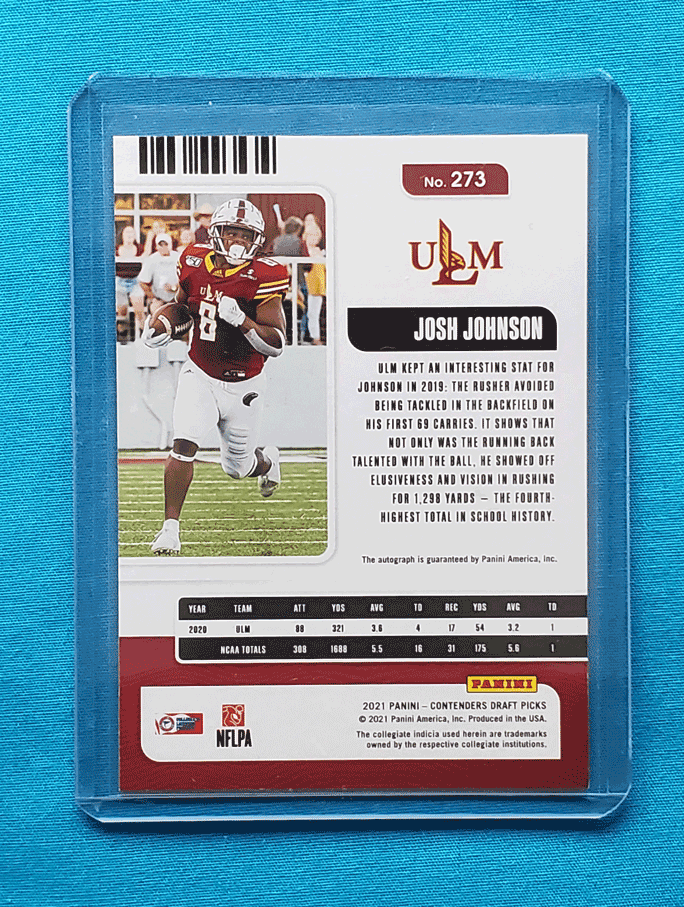 No. 273
ULM
JOSH JOHNSON
ULM KEPT AN INTERESTING STAT FOR
JOHNSON IN 2019: THE RUSHER AVOIDED
BEING TACKLED IN THE BACKFIELD ON
HIS FIRST 69 CARRIES. IT SHOWS THAT
NOT ONLY WAS THE RUNNING BACK
TALENTED WITH THE BALL, HE SHOWED OFF
ELUSIVENESS AND VISION IN RUSHING
FOR 1,298 YARDS — THE FOURTH-
HIGHEST TOTAL IN SCHOOL HISTORY.
The autograph is guaranteed by Panini America, Inc.
ULM
8
YEAR TEAM ATT YDS AVG TD REC YDS AVG TD
2020 ULM 88 321 3.6 4 17 54 3.2 1
NCAA TOTALS 308 1688 5.5 16 31 175 5.6 1
PANINI
2021 PANINI – CONTENDERS DRAFT PICKS
© 2021 Panini America, Inc. Produced in the USA.
The collegiate indicia used herein are trademarks
owned by the respective collegiate institutions.
NFLPA